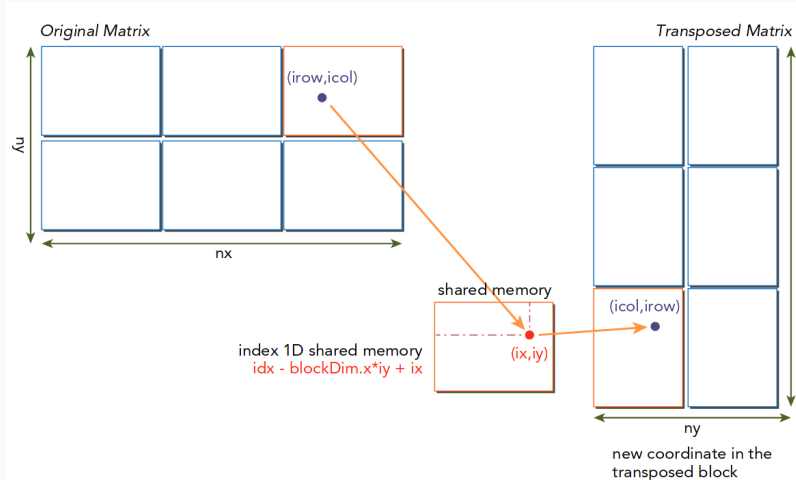 Original Matrix
Transposed Matrix
(irow,icol)
ny
nx
shared memory
(icol,irow)
index 1D shared memory
(ix,iy)
idx - blockDim.x*iy + ix
ny
new coordinate in the
transposed block